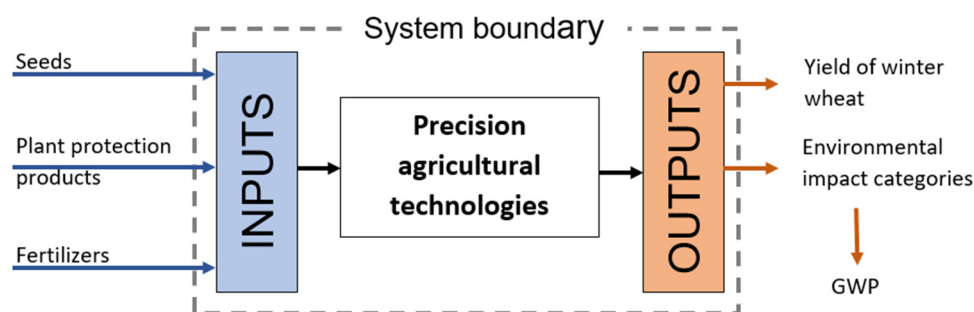 System boundary
Seeds
Plant protection
products
Fertilizers
INPUTS
Precision
agricultural
technologies
OUTPUTS
Yield of winter
wheat
Environmental
impact categories
GWP